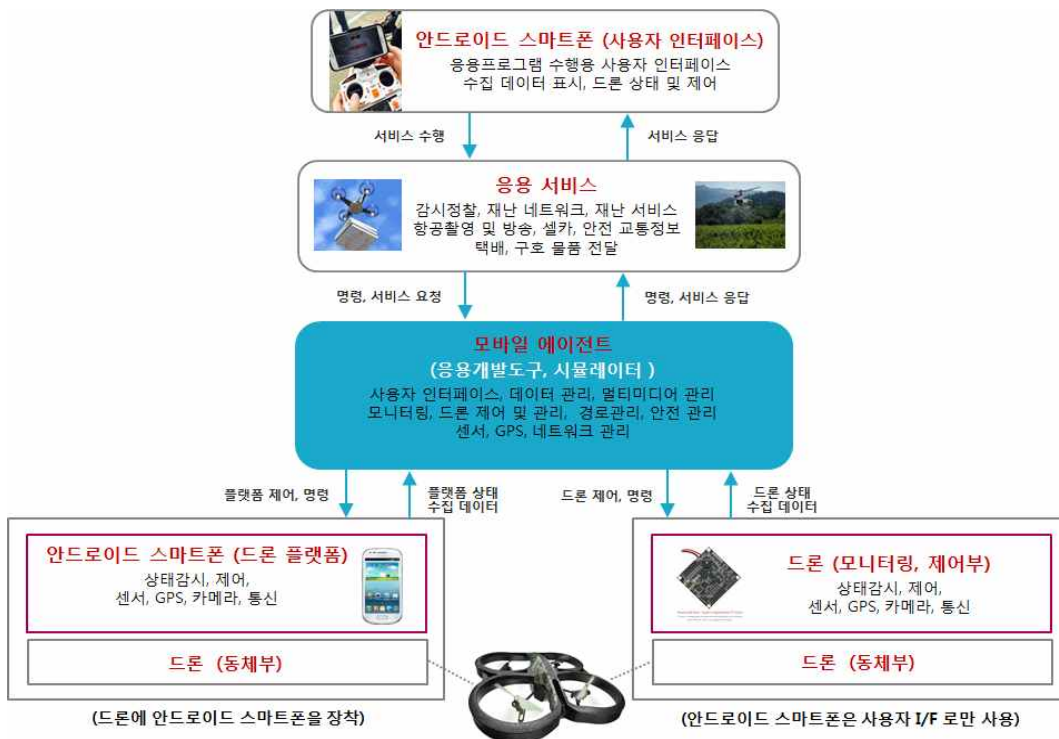 안드로이드 스마트폰 (사용자 인터페이스)
응용프로그램 수행용 사용자 인터페이스
수집 데이터 표시, 드론 상태 및 제어
서비스 수행
서비스 응답
응용 서비스
감시정찰, 재난 네트워크, 재난 서비스
항공촬영 및 방송, 셀카, 안전 교통정보
택배, 구호 물품 전달
명령, 서비스 요청
명령, 서비스 응답
모바일 에이전트
(응용개발도구, 시뮬레이터 )
사용자 인터페이스, 데이터 관리, 멀티미디어 관리
모니터링, 드론 제어 및 관리, 경로관리, 안전 관리
센서, GPS, 네트워크 관리
플랫폼 제어, 명령
플랫폼 상태
수집 데이터
드론 제어, 명령
드론 상태
수집 데이터
안드로이드 스마트폰 (드론 플랫폼)
상태감시, 제어,
센서, GPS, 카메라, 통신
드론 (동체부)
(드론에 안드로이드 스마트폰을 장착)
드론 (모니터링, 제어부)
상태감시, 제어,
센서, GPS, 카메라, 통신
드론 (동체부)
(안드로이드 스마트폰은 사용자 I/F 로만 사용)